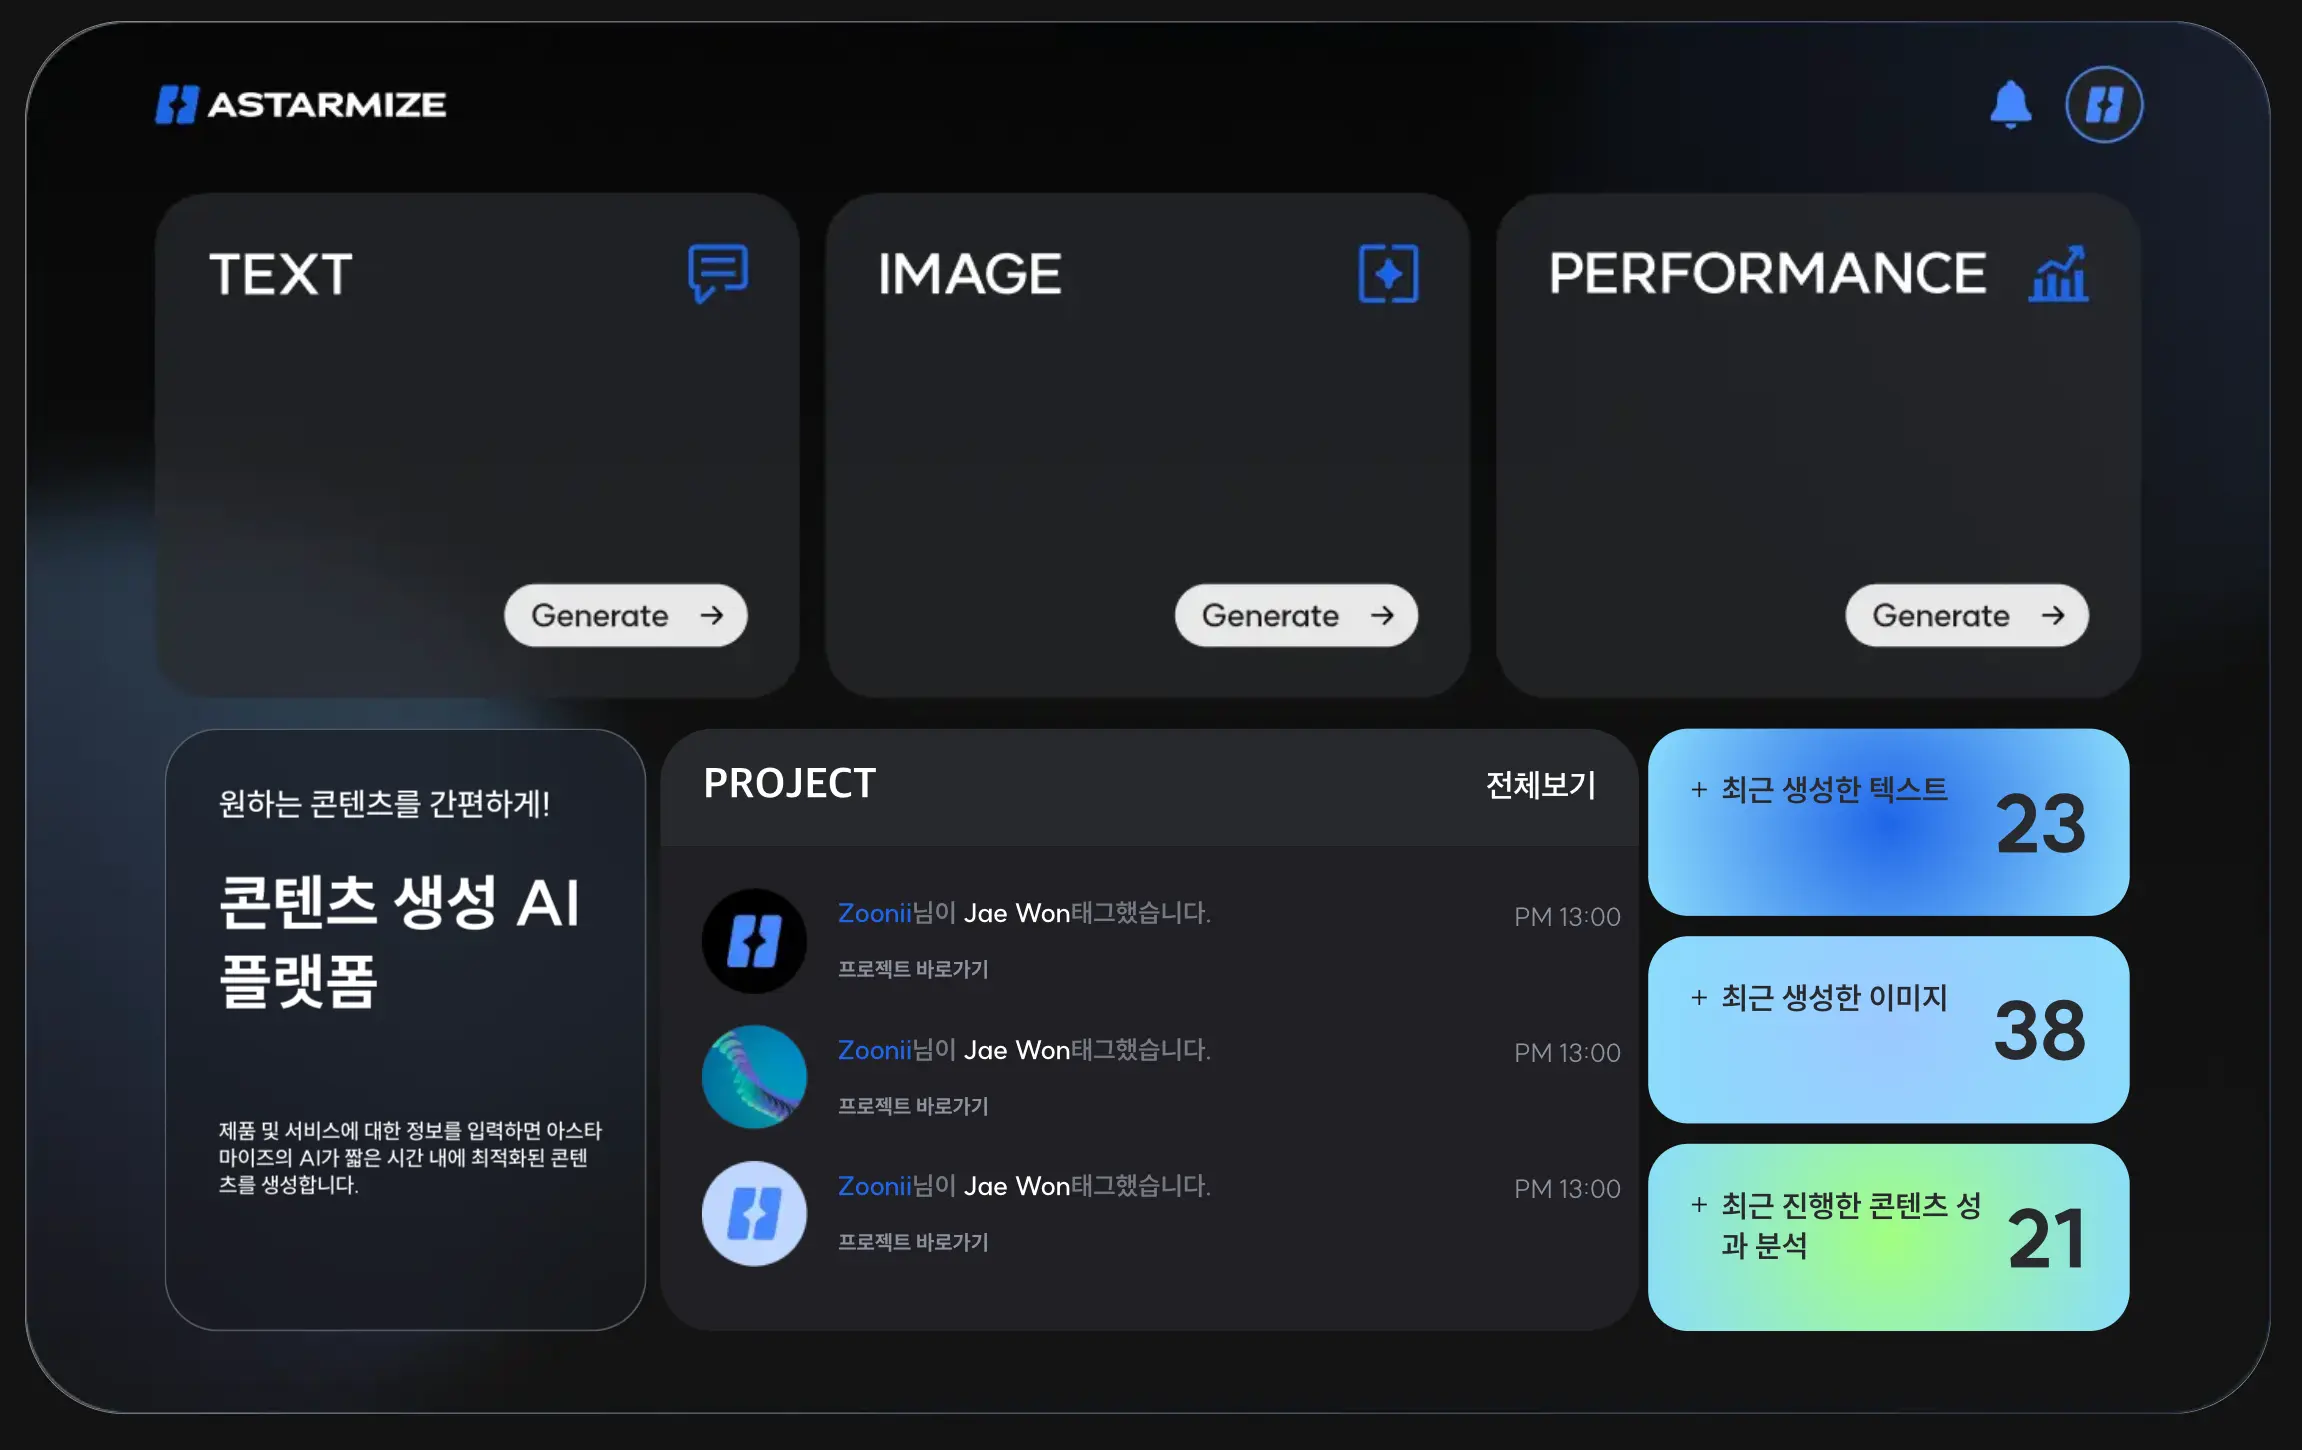 ASTARMIZE
TEXT
Generate →
IMAGE
Generate →
PERFORMANCE
Generate →
원하는 콘텐츠를 간편하게!
콘텐츠 생성 AI
플랫폼
제품 및 서비스에 대한 정보를 입력하면 아스타
마이즈의 AI가 짧은 시간 내에 최적화된 콘텐
츠를 생성합니다.
PROJECT 전체보기
Zoonii님이 Jae Won태그했습니다. PM 13:00
프로젝트 바로가기
Zoonii님이 Jae Won태그했습니다. PM 13:00
프로젝트 바로가기
Zoonii님이 Jae Won태그했습니다. PM 13:00
프로젝트 바로가기
+ 최근 생성한 텍스트
23
+ 최근 생성한 이미지
38
+ 최근 진행한 콘텐츠 성
과 분석
21